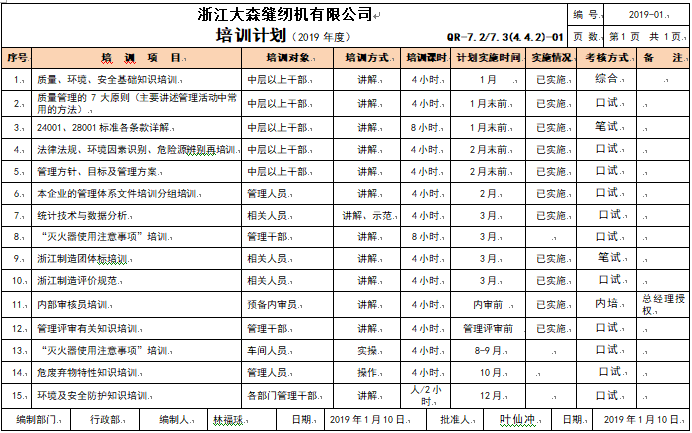 浙江大森缝纫机有限公司
编 号 2019-01
培训计划(2019 年度) QR-7.2/7.3(4.4.2)-01 页 数 第 1 页 共 1 页
序号 培 训 项 目 培训对象 培训方式 培训课时 计划实施时间 实施情况 考核方式 备 注
1. 质量、环境、安全基础知识培训 中层以上干部 讲解 4 小时 1 月 已实施 综合
2. 质量管理的 7 大原则（主要讲述管理活动中常
用的方法） 中层以上干部 讲解 4 小时 1 月末前 已实施 口试
3. 24001、28001 标准各条款详解 中层以上干部 讲解 8 小时 1 月末前 已实施 笔试
4. 法律法规、环境因素识别、危险源辨别再培训 中层以上干部 讲解 4 小时 2 月末前 已实施 口试
5. 管理方针、目标及管理方案 中层以上干部 讲解 4 小时 2 月末前 已实施 口试
6. 本企业的管理体系文件培训分组培训 管理人员 讲解 4 小时 2 月 已实施 口试
7. 统计技术与数据分析 相关人员 讲解、示范 4 小时 3 月 已实施 口试
8. “灭火器使用注意事项”培训 管理干部 讲解 8 小时 3 月 口试
9. 浙江制造团体标培训 相关人员 讲解 4 小时 3 月 已实施 笔试
10. 浙江制造评价规范 相关人员 讲解 4 小时 3 月 已实施 口试
11. 内部审核员培训 预备内审员 讲解 4 小时 内审前 已实施 内培 总经理授
权
12. 管理评审有关知识培训 管理干部 讲解 4 小时 管理评审前 已实施 口试
13. “灭火器使用注意事项”培训 车间人员 实操 4 小时 8-9 月 口试
14. 危废弃物特性知识培训 管理人员 操作 4 小时 10 月 口试
15. 环境及安全防护知识培训 各部门管理干部 讲解 人/2 小
时 12 月 口试
编制部门 行政部 编制人 林福球 日期 2019 年 1 月 10 日 批准人 叶仙冲 日期 2019 年 1 月 10 日